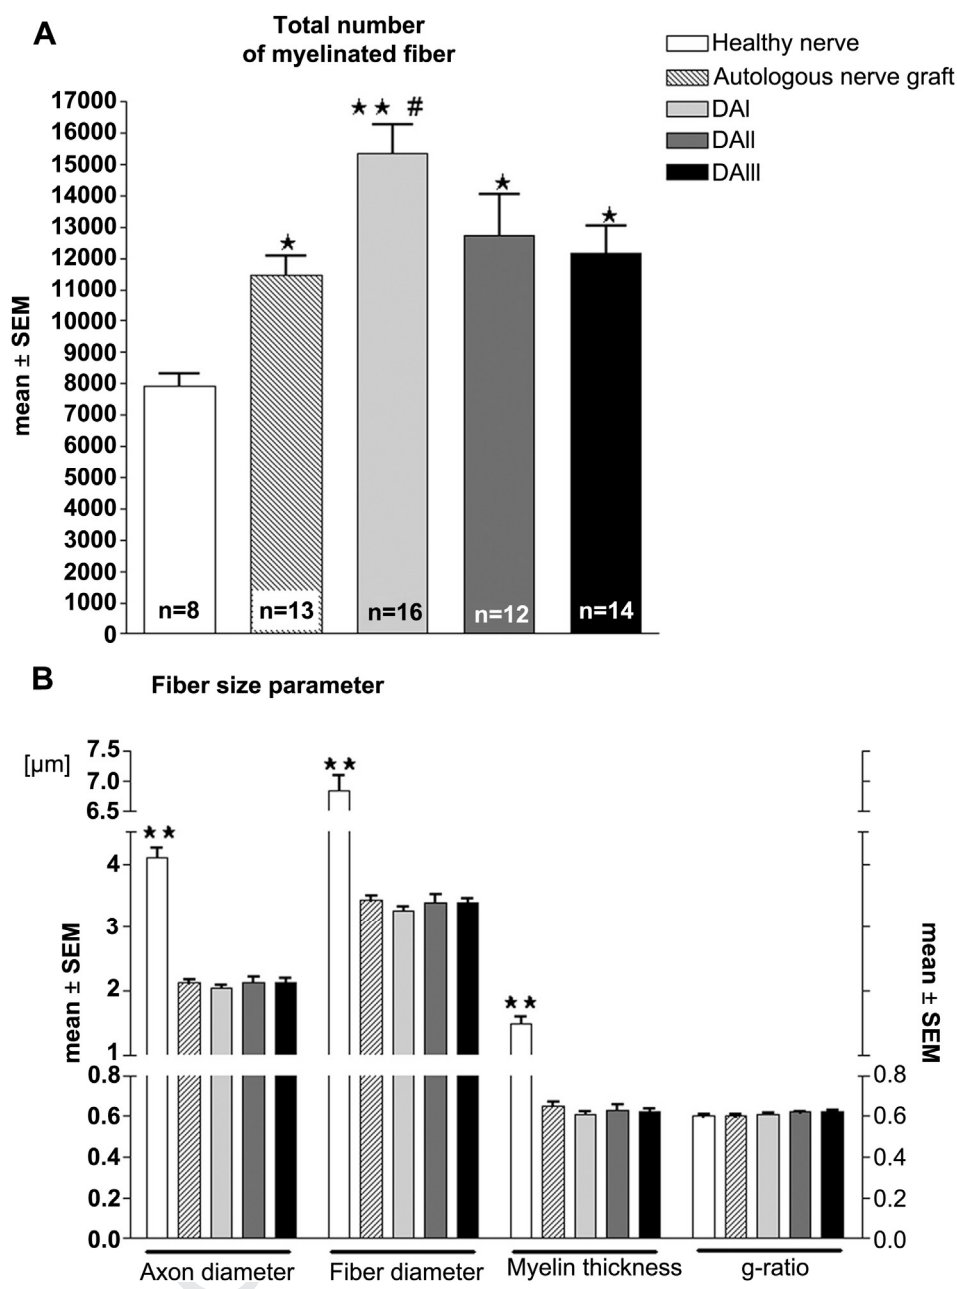 A
Total number
of myelinated fiber
Healthy nerve
Autologous nerve graft
DAI
DAII
DAIII
mean ± SEM
17000
16000
15000
14000
13000
12000
11000
10000
9000
8000
7000
6000
5000
4000
3000
2000
1000
0
★★ #
★
★
★
n=8
n=13
n=16
n=12
n=14
B
Fiber size parameter
[µm]
mean ± SEM
7.5
7.0
6.5
4
3
2
1
0.8
0.6
0.4
0.2
0.0
★★
★★
★★
0.8
0.6
0.4
0.2
0.0
mean ± SEM
Axon diameter
Fiber diameter
Myelin thickness
g-ratio